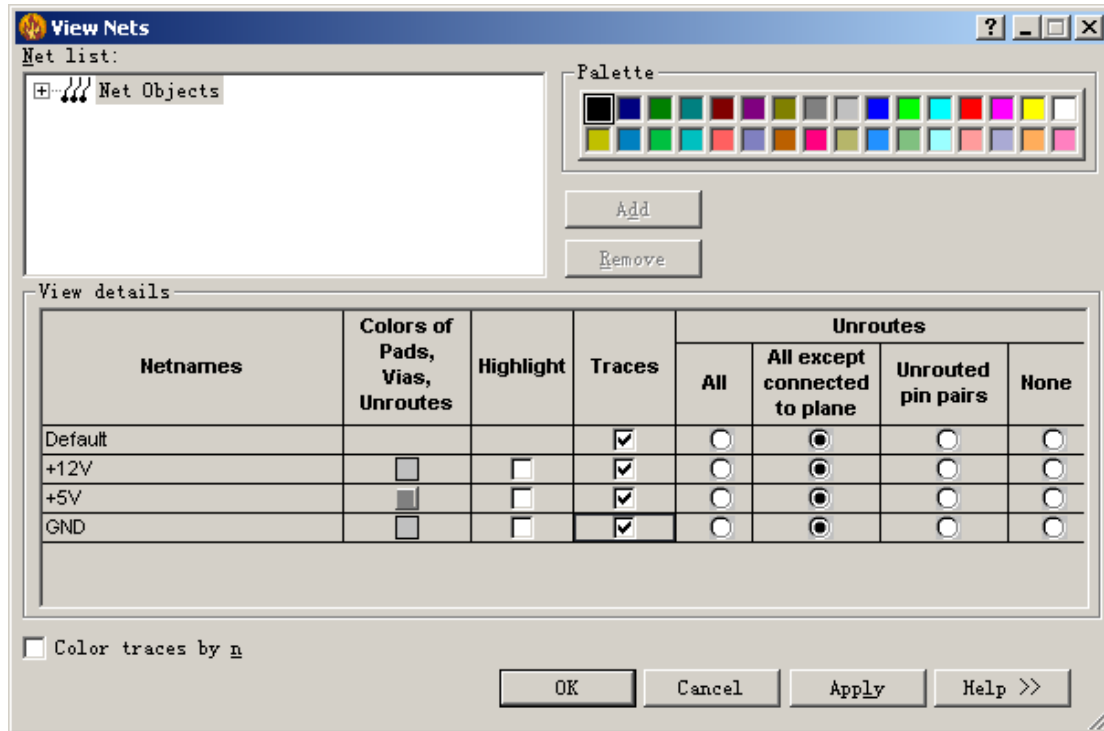 View Nets
Net list:
Net Objects
Palette
Add
Remove
View details
Netnames
Colors of
Pads,
Vias,
Unroutes
Highlight
Traces
Unroutes
All
All except
connected
to plane
Unrouted
pin pairs
None
Default
+12V
+5V
GND
Color traces by n
OK
Cancel
Apply
Help >>